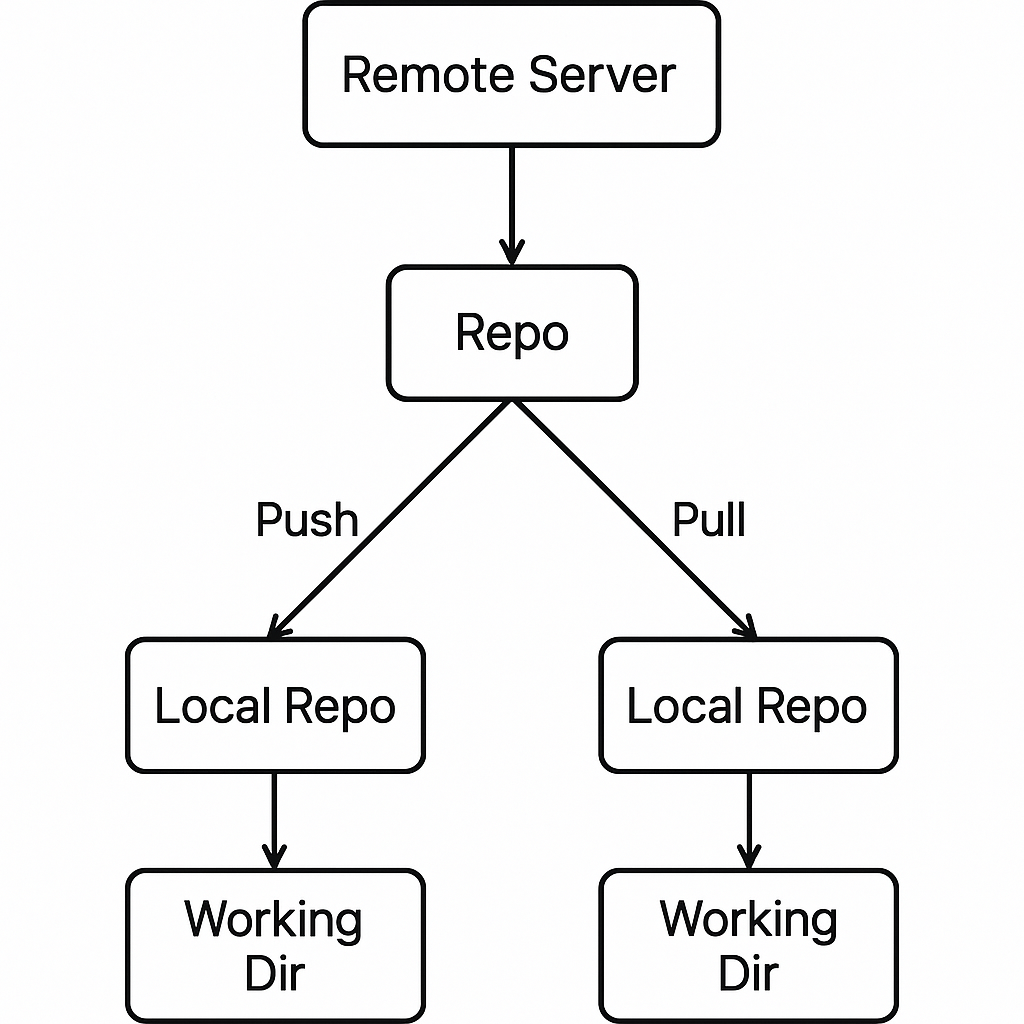 Remote Server
Repo
Push
Pull
Local Repo
Local Repo
Working
Dir
Working
Dir